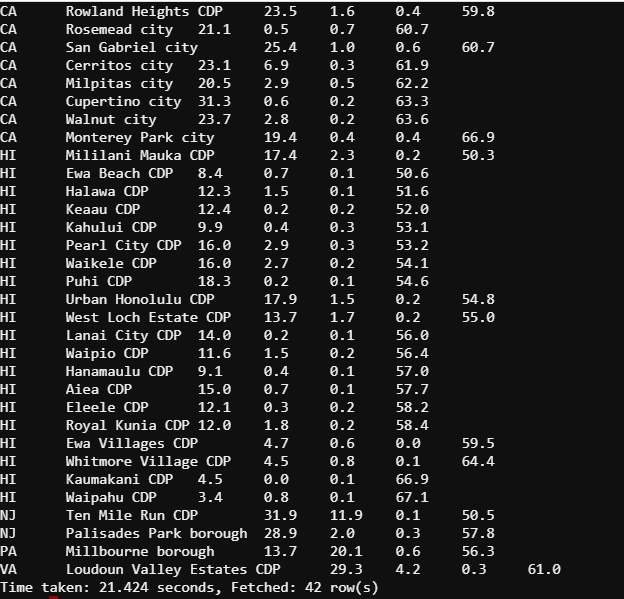 CA Rowland Heights CDP 23.5 1.6 0.4 59.8
CA Rosemead city 21.1 0.5 0.7 60.7
CA San Gabriel city 25.4 1.0 0.6 60.7
CA Cerritos city 23.1 6.9 0.3 61.9
CA Milpitas city 20.5 2.9 0.5 62.2
CA Cupertino city 31.3 0.6 0.2 63.3
CA Walnut city 23.7 2.8 0.2 63.6
CA Monterey Park city 19.4 0.4 0.4 66.9
HI Mililani Mauka CDP 17.4 2.3 0.2 50.3
HI Ewa Beach CDP 8.4 0.7 0.1 50.6
HI Halawa CDP 12.3 1.5 0.1 51.6
HI Keaau CDP 12.4 0.2 0.2 52.0
HI Kahului CDP 9.9 0.4 0.3 53.1
HI Pearl City CDP 16.0 2.9 0.3 53.2
HI Waikele CDP 16.0 2.7 0.2 54.1
HI Puhi CDP 18.3 0.2 0.1 54.6
HI Urban Honolulu CDP 17.9 1.5 0.2 54.8
HI West Loch Estate CDP 13.7 1.7 0.2 55.0
HI Lanai City CDP 14.0 0.2 0.1 56.0
HI Waipio CDP 11.6 1.5 0.2 56.4
HI Hanamaulu CDP 9.1 0.4 0.1 57.0
HI Aiea CDP 15.0 0.7 0.1 57.7
HI Eleele CDP 12.1 0.3 0.2 58.2
HI Royal Kunia CDP 12.0 1.8 0.2 58.4
HI Ewa Villages CDP 4.7 0.6 0.0 59.5
HI Whitmore Village CDP 4.5 0.8 0.1 64.4
HI Kaumakani CDP 4.5 0.0 0.1 66.9
HI Waipahu CDP 3.4 0.8 0.1 67.1
NJ Ten Mile Run CDP 31.9 11.9 0.1 50.5
NJ Palisades Park borough 28.9 2.0 0.3 57.8
PA Millbourne borough 13.7 20.1 0.6 56.3
VA Loudoun Valley Estates CDP 29.3 4.2 0.3 61.0
Time taken: 21.424 seconds, Fetched: 42 row(s)